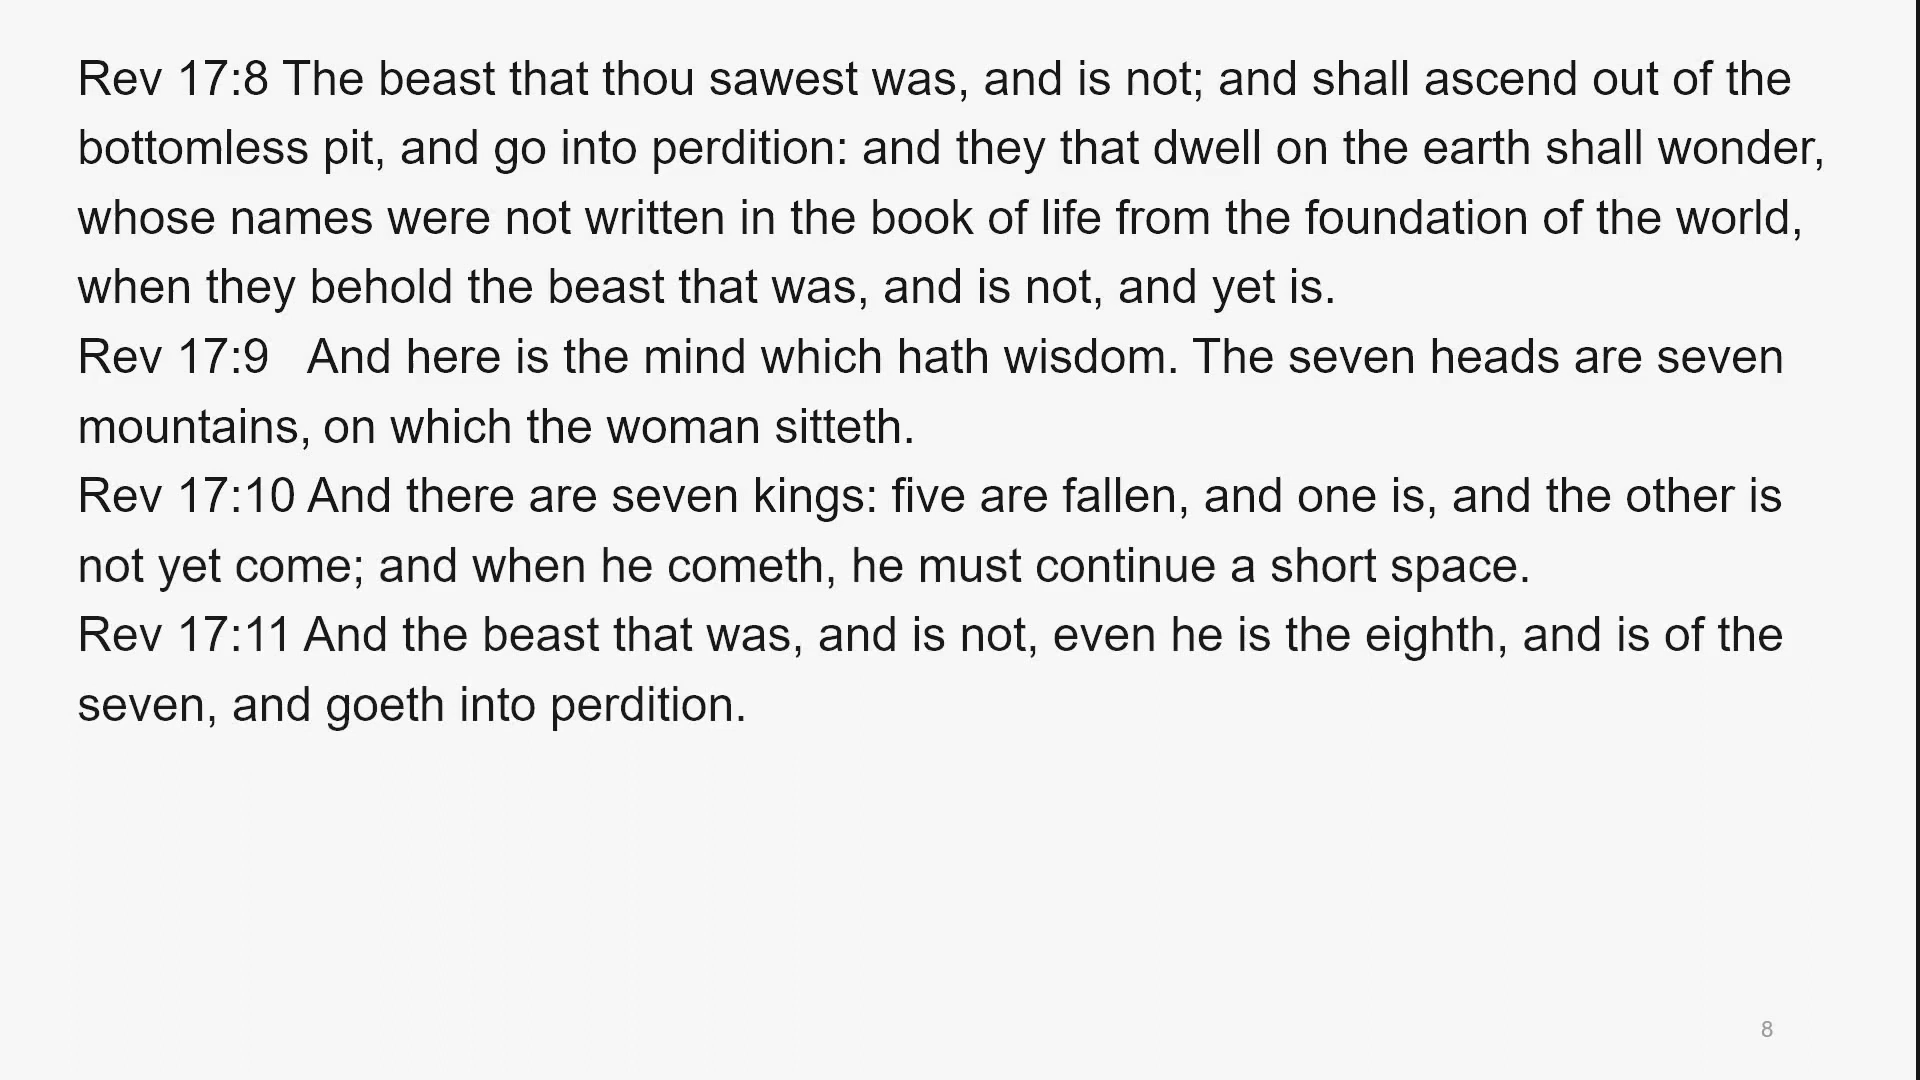 Rev 17:8 The beast that thou sawest was, and is not; and shall ascend out of the
bottomless pit, and go into perdition: and they that dwell on the earth shall wonder,
whose names were not written in the book of life from the foundation of the world,
when they behold the beast that was, and is not, and yet is.
Rev 17:9   And here is the mind which hath wisdom. The seven heads are seven
mountains, on which the woman sitteth.
Rev 17:10 And there are seven kings: five are fallen, and one is, and the other is
not yet come; and when he cometh, he must continue a short space.
Rev 17:11 And the beast that was, and is not, even he is the eighth, and is of the
seven, and goeth into perdition.
8